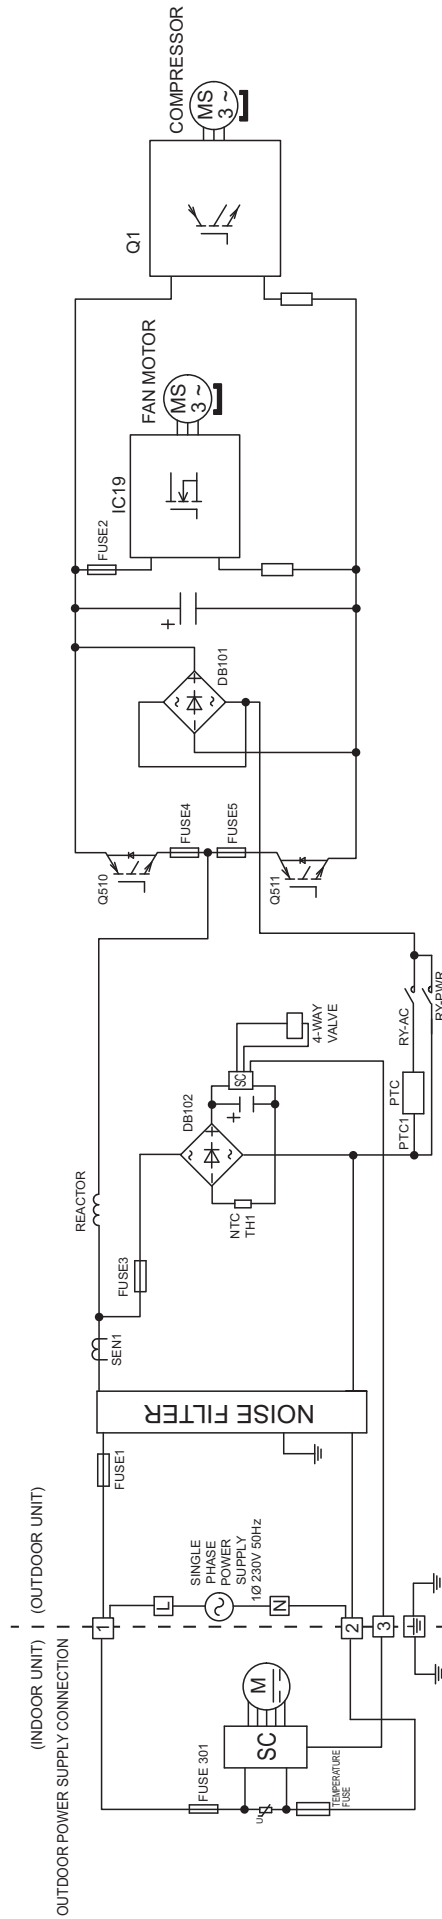 OUTDOOR POWER SUPPLY CONNECTION
(INDOOR UNIT)
(OUTDOOR UNIT)
1
2
3
FUSE 301
U
TEMPERATURE
FUSE
SC
M
L
N
SINGLE
PHASE
POWER
SUPPLY
1Ø 230V 50Hz
FUSE1
NOISE FILTER
SEN1
FUSE3
REACTOR
NTC
TH1
DB102
~
~
+
SC
4-WAY
VALVE
PTC1
PTC
RY-AC
RY-PWR
Q510
FUSE4
FUSE5
Q511
DB101
~
~
+
FUSE2
IC19
FAN MOTOR
MS
3 ~
Q1
COMPRESSOR
MS
3 ~